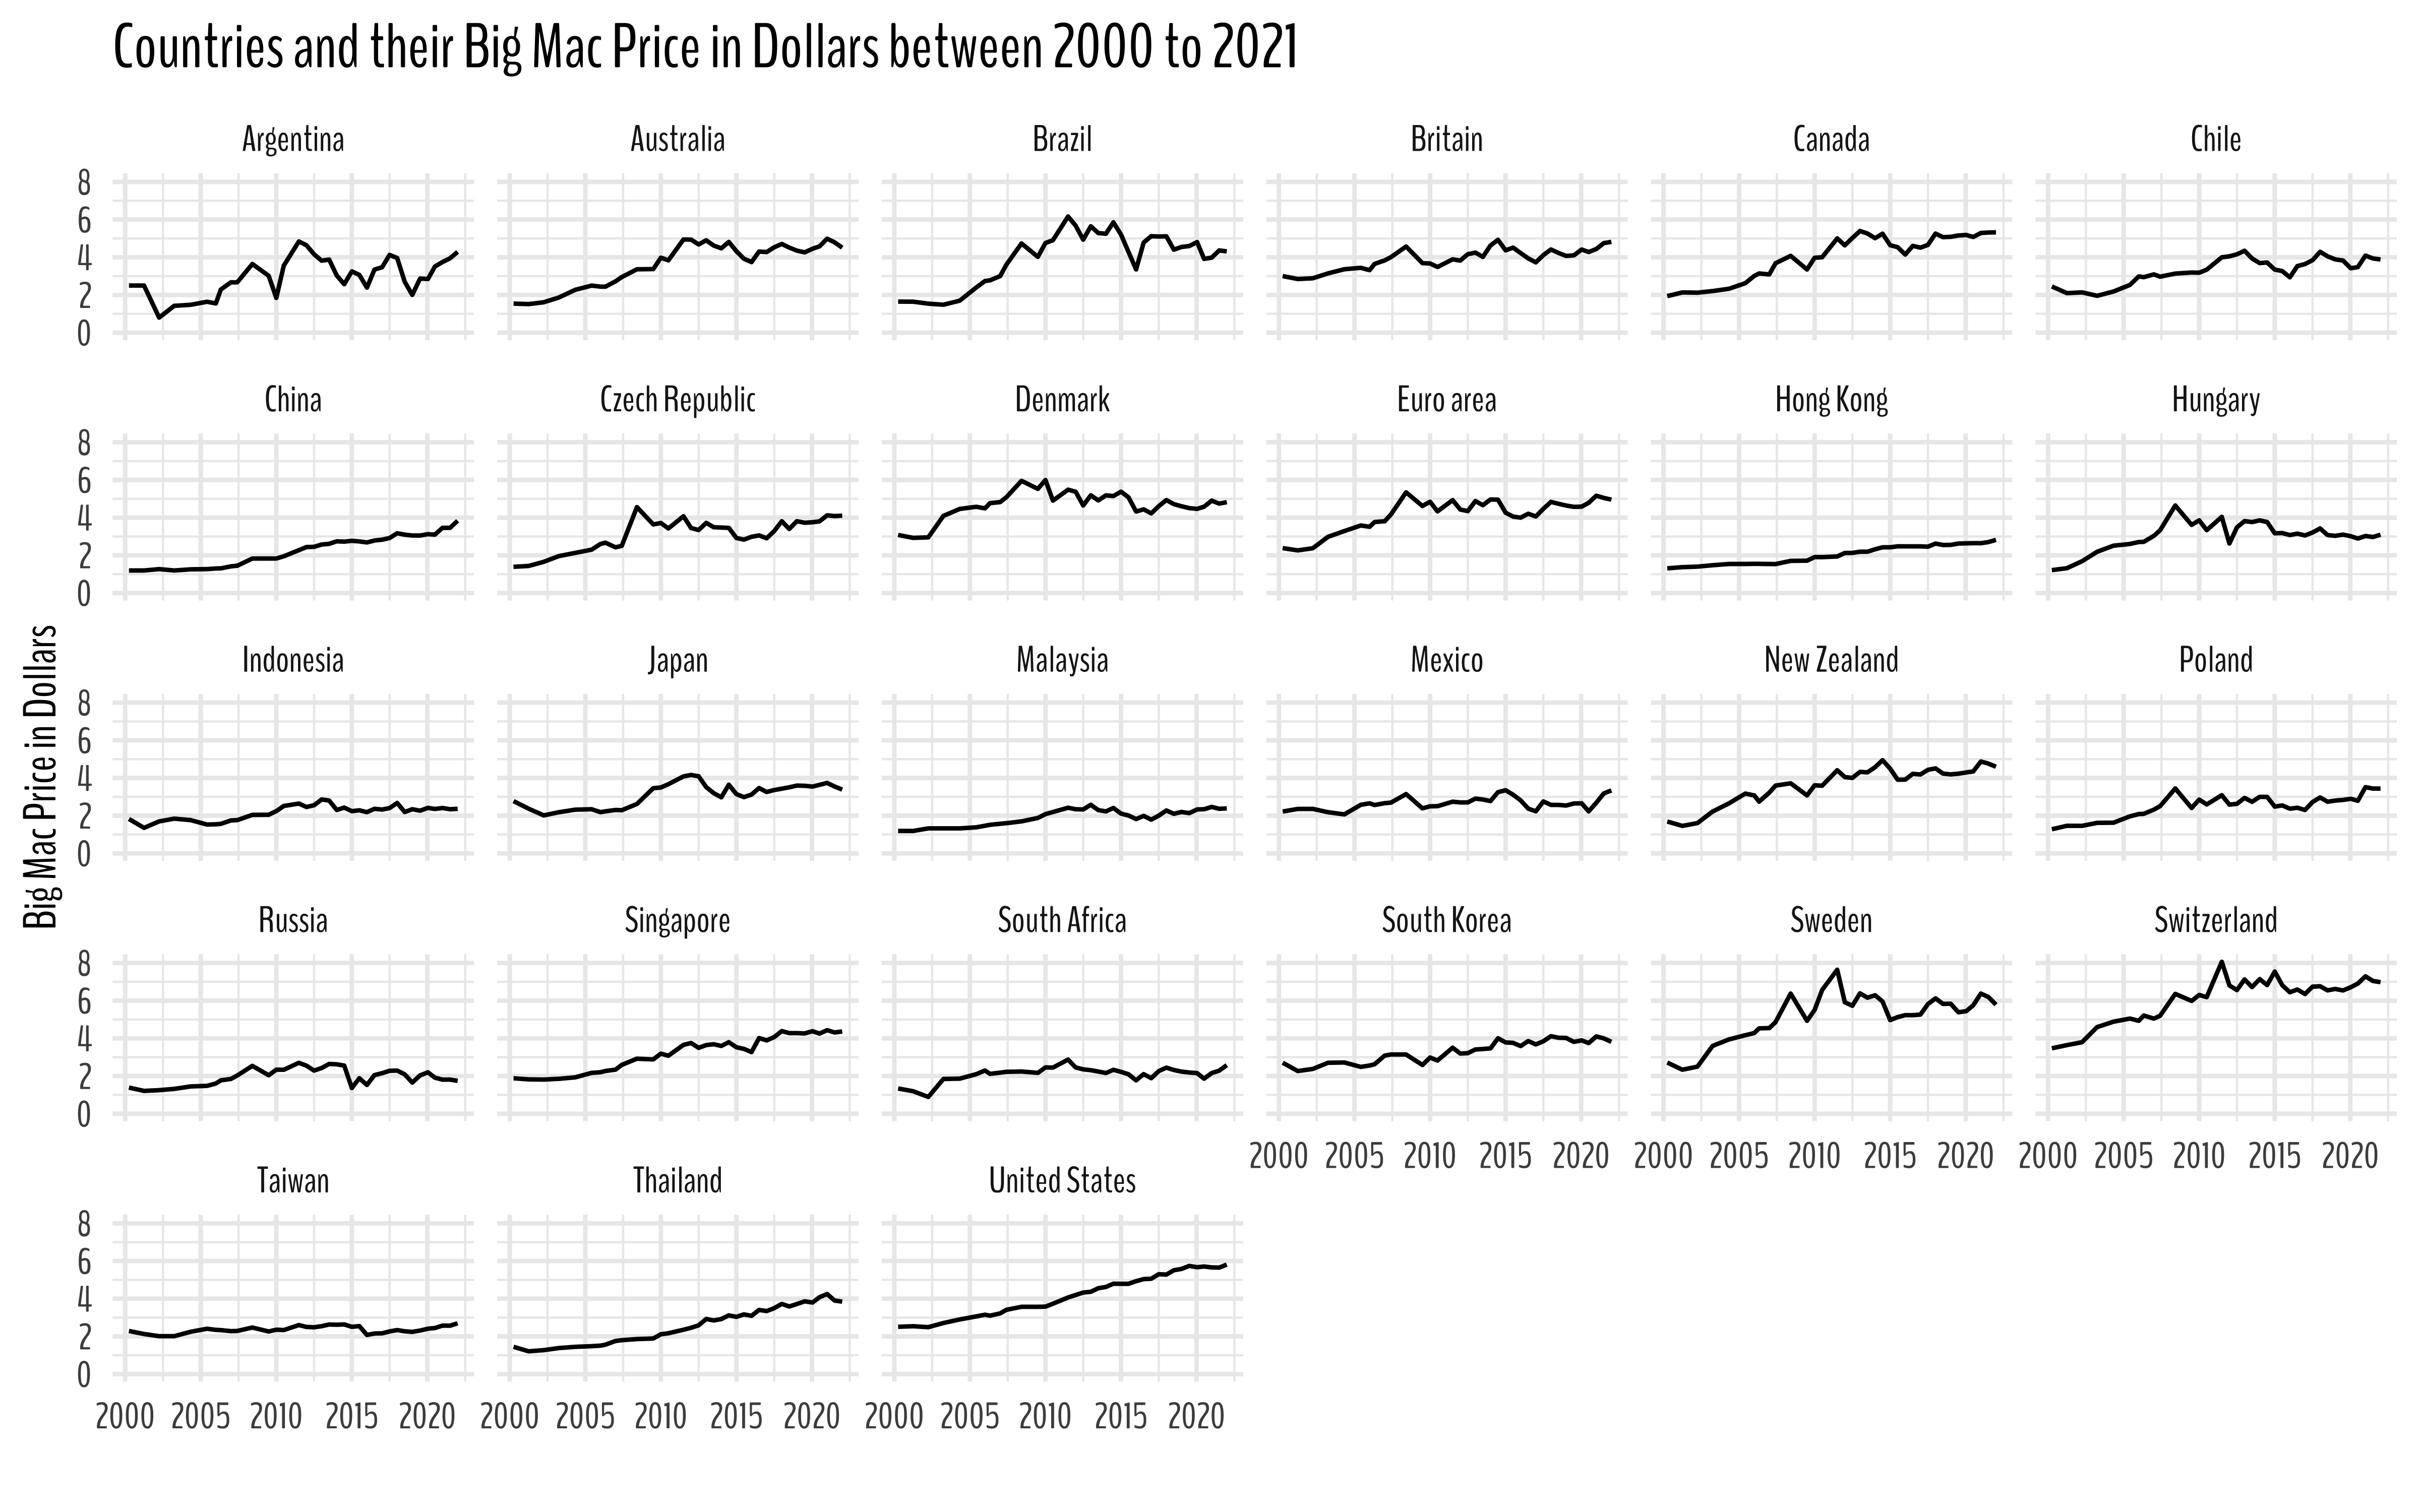 Countries and their Big Mac Price in Dollars between 2000 to 2021
Argentina Australia Brazil Britain Canada Chile
8
6
4
2
0
China Czech Republic Denmark Euro area Hong Kong Hungary
8
6
4
2
0
Big Mac Price in Dollars
Indonesia Japan Malaysia Mexico New Zealand Poland
8
6
4
2
0
Russia Singapore South Africa South Korea Sweden Switzerland
8
6
4
2
0
2000 2005 2010 2015 2020 2000 2005 2010 2015 2020 2000 2005 2010 2015 2020
Taiwan Thailand United States
8
6
4
2
0
2000 2005 2010 2015 2020 2000 2005 2010 2015 2020 2000 2005 2010 2015 2020